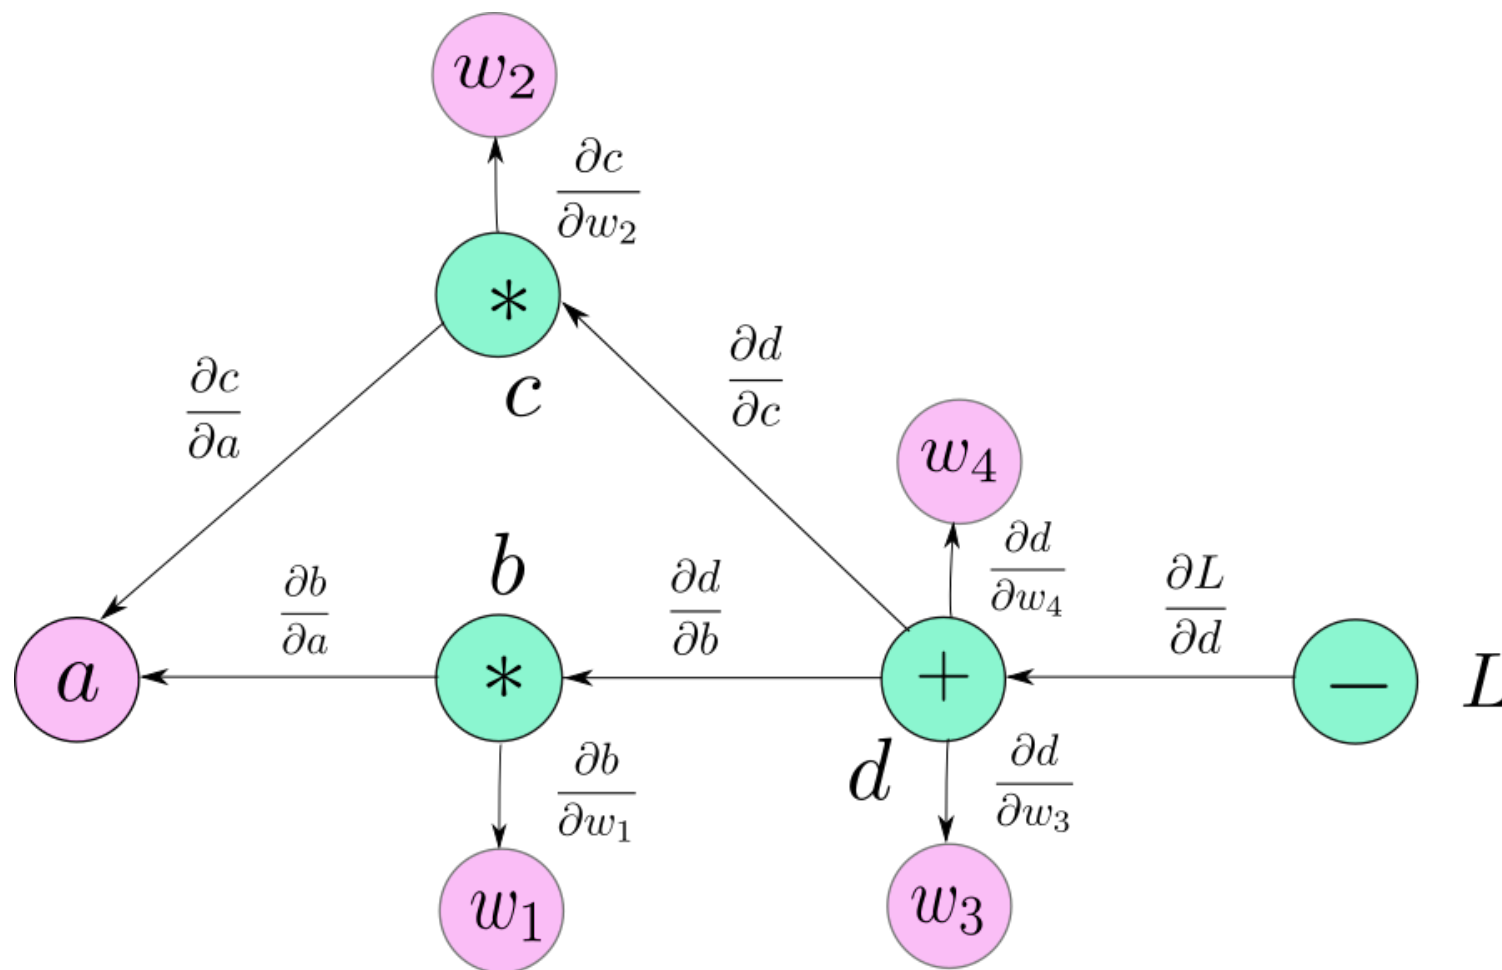 w₂
∂c/∂w₂
*
c
∂c/∂a
∂d/∂c
w₄
∂d/∂w₄
b
∂b/∂a
∂d/∂b
∂L/∂d
a
*
+
−
L
d
∂b/∂w₁
∂d/∂w₃
w₁
w₃